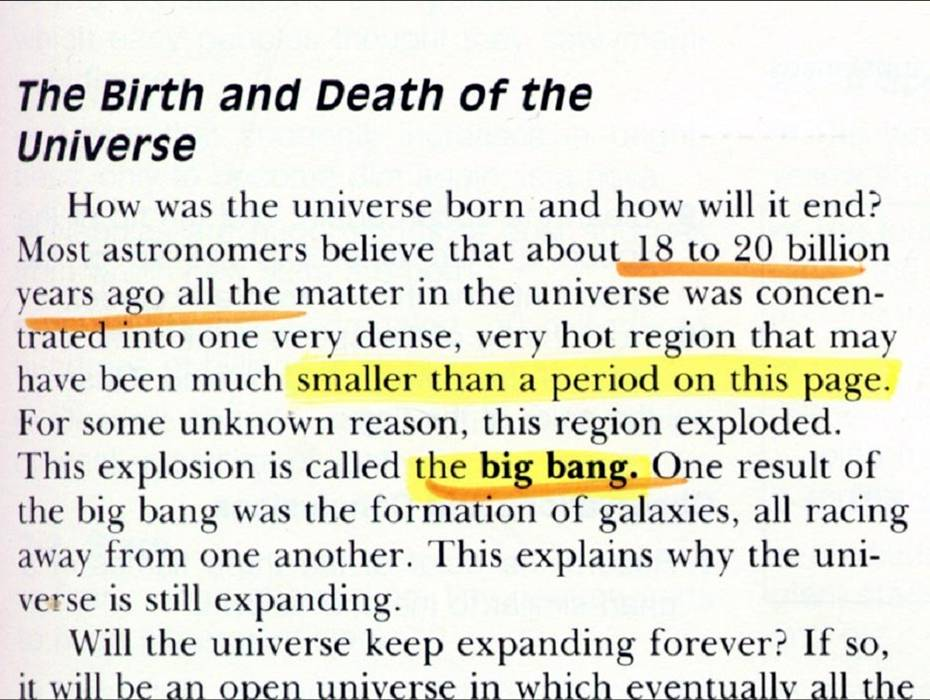 The Birth and Death of the
Universe
How was the universe born and how will it end?
Most astronomers believe that about 18 to 20 billion
years ago all the matter in the universe was concen-
trated into one very dense, very hot region that may
have been much smaller than a period on this page.
For some unknown reason, this region exploded.
This explosion is called the big bang. One result of
the big bang was the formation of galaxies, all racing
away from one another. This explains why the uni-
verse is still expanding.
Will the universe keep expanding forever? If so,
it will be an open universe in which eventually all the